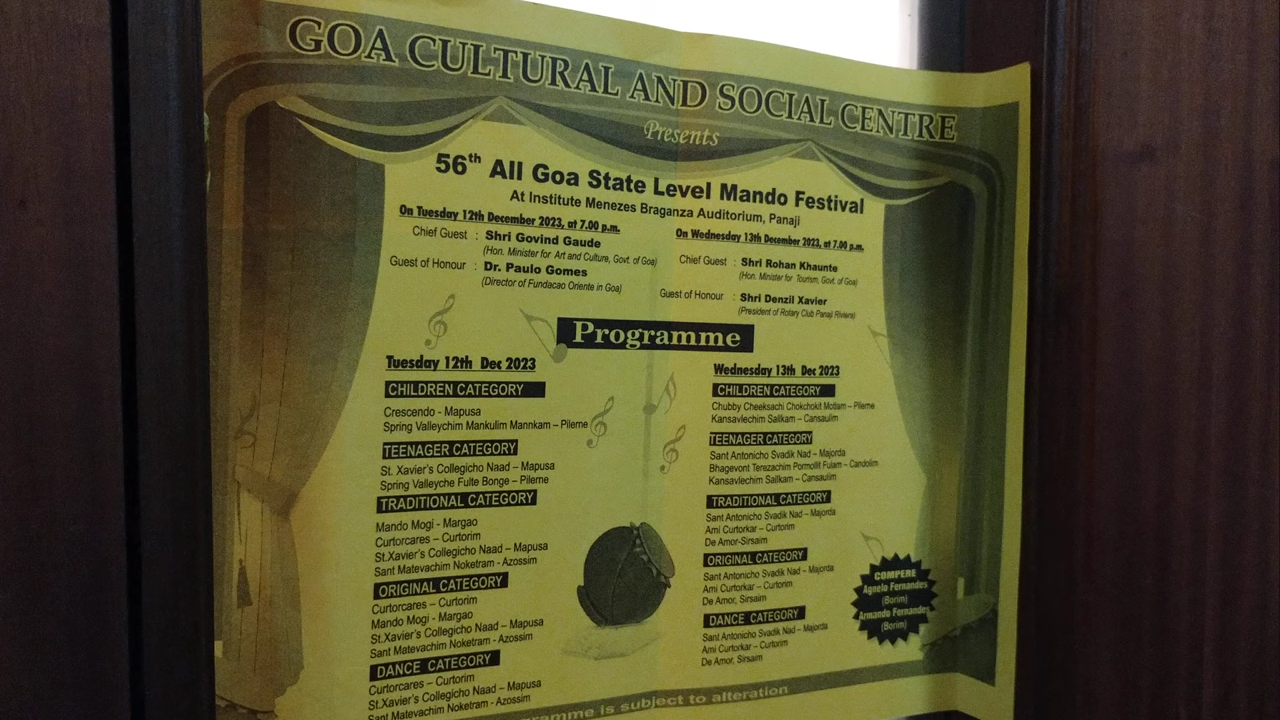 GOA CULTURAL AND SOCIAL CENTRE
Presents
56th All Goa State Level Mando Festival
At Institute Menezes Braganza Auditorium, Panaji
On Tuesday 12th December 2023, at 7.00 p.m.
Chief Guest : Shri Govind Gaude
(Hon. Minister for Art and Culture, Govt. of Goa)
Guest of Honour : Dr. Paulo Gomes
(Director of Fundacao Oriente in Goa)
On Wednesday 13th December 2023, at 7.00 p.m.
Chief Guest : Shri Rohan Khaunte
(Hon. Minister for Tourism, Govt. of Goa)
Guest of Honour : Shri Denzil Xavier
(President of Rotary Club Panaji Riviera)
Programme
Tuesday 12th Dec 2023
CHILDREN CATEGORY
Crescendo - Mapusa
Spring Valleychim Mankulim Mannkam – Pilerne
TEENAGER CATEGORY
St. Xavier's Collegicho Naad – Mapusa
Spring Valleyche Fulte Bonge – Pilerne
TRADITIONAL CATEGORY
Mando Mogi - Margao
Curtorcares – Curtorim
St.Xavier's Collegicho Naad – Mapusa
Sant Matevachim Noketram - Azossim
ORIGINAL CATEGORY
Curtorcares – Curtorim
Mando Mogi - Margao
St.Xavier's Collegicho Naad – Mapusa
Sant Matevachim Noketram - Azossim
DANCE CATEGORY
Curtorcares – Curtorim
St.Xavier's Collegicho Naad – Mapusa
Sant Matevachim Noketram - Azossim
Wednesday 13th Dec 2023
CHILDREN CATEGORY
Chubby Cheeksachi Chokchokit Motiam – Pilerne
Kansavlechim Sallkam – Cansaulim
TEENAGER CATEGORY
Sant Antonicho Svadik Nad – Majorda
Bhagevont Terezachim Pormollit Fulam – Candolim
Kansavlechim Sallkam – Cansaulim
TRADITIONAL CATEGORY
Sant Antonicho Svadik Nad – Majorda
Ami Curtorkar – Curtorim
De Amor-Sirsaim
ORIGINAL CATEGORY
Sant Antonicho Svadik Nad – Majorda
Ami Curtorkar – Curtorim
De Amor, Sirsaim
DANCE CATEGORY
Sant Antonicho Svadik Nad – Majorda
Ami Curtorkar – Curtorim
De Amor, Sirsaim
COMPERE
Agnelo Fernandes
(Borim)
Armando Fernandes
(Borim)
ramme is subject to alteration